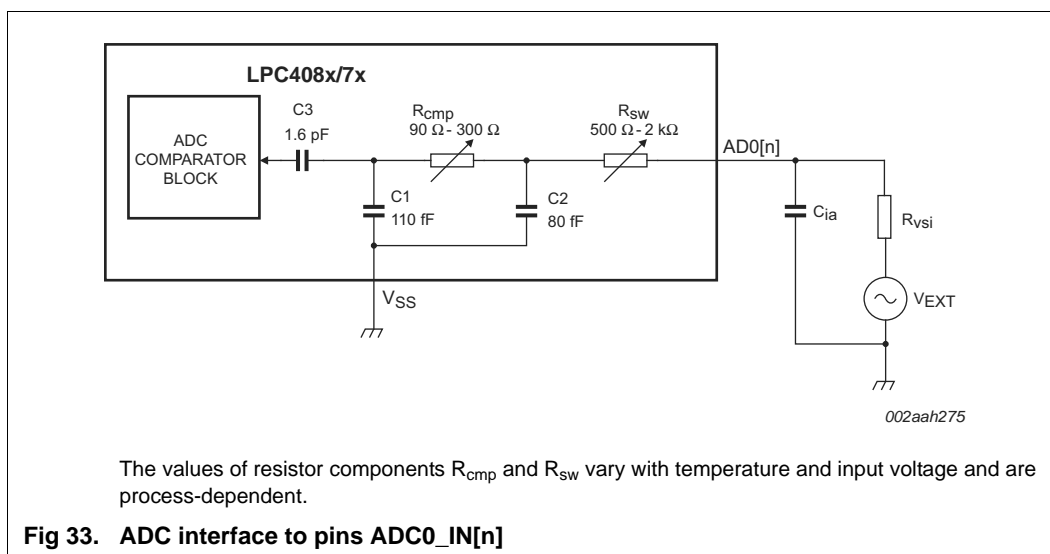 LPC408x/7x
ADC
COMPARATOR
BLOCK
C3
1.6 pF
Rcmp
90 Ω - 300 Ω
Rsw
500 Ω - 2 kΩ
AD0[n]
C1
110 fF
C2
80 fF
Cia
Rvsi
VSS
VEXT
002aah275
The values of resistor components Rcmp and Rsw vary with temperature and input voltage and are
process-dependent.
Fig 33. ADC interface to pins ADC0_IN[n]